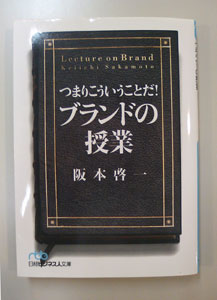 Lecture on Brand
Keiichi Sakamoto
つまりこういうことだ!
ブランドの
授業
阪本啓一
日経ビジネス人文庫